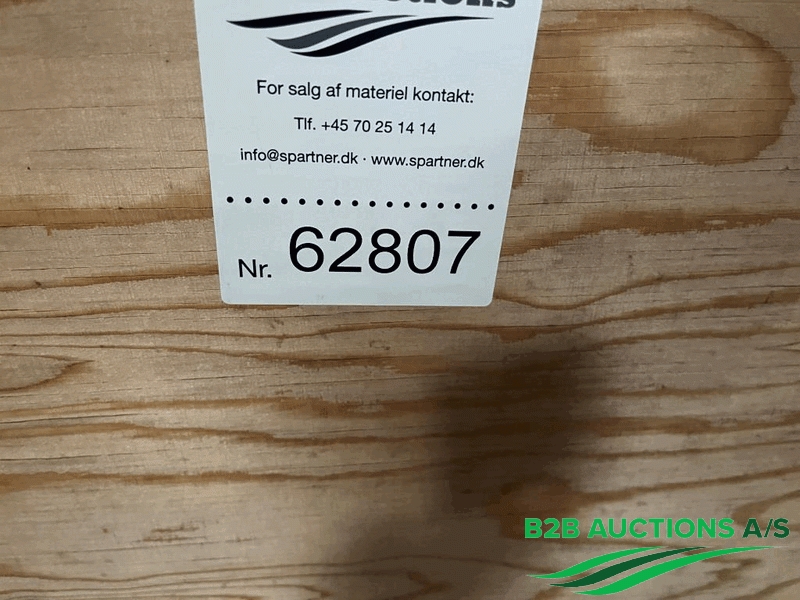 For salg af materiel kontakt:
Tlf. +45 70 25 14 14
info@spartner.dk · www.spartner.dk
Nr. 62807
B2B AUCTIONS A/S